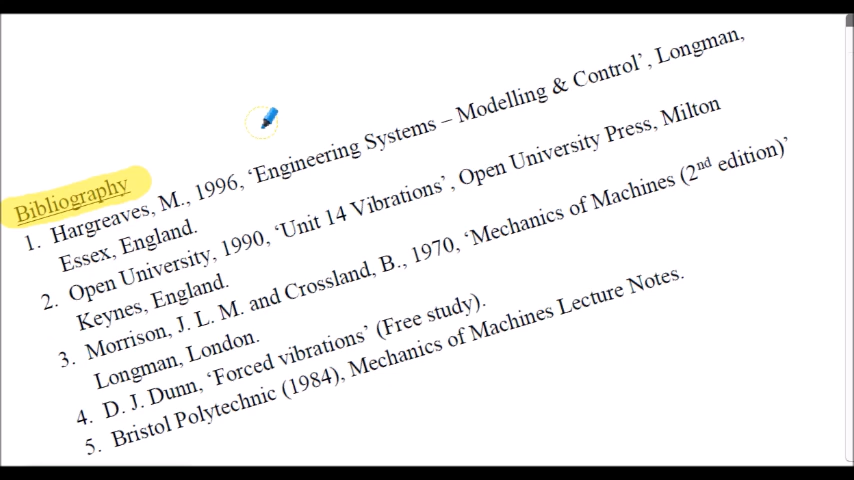 Bibliography
1. Hargreaves, M., 1996, ‘Engineering Systems – Modelling & Control’, Longman,
Essex, England.
2. Open University, 1990, ‘Unit 14 Vibrations’, Open University Press, Milton
Keynes, England.
3. Morrison, J. L. M. and Crossland, B., 1970, ‘Mechanics of Machines (2nd edition)’
Longman, London.
4. D. J. Dunn, ‘Forced vibrations’ (Free study).
5. Bristol Polytechnic (1984), Mechanics of Machines Lecture Notes.